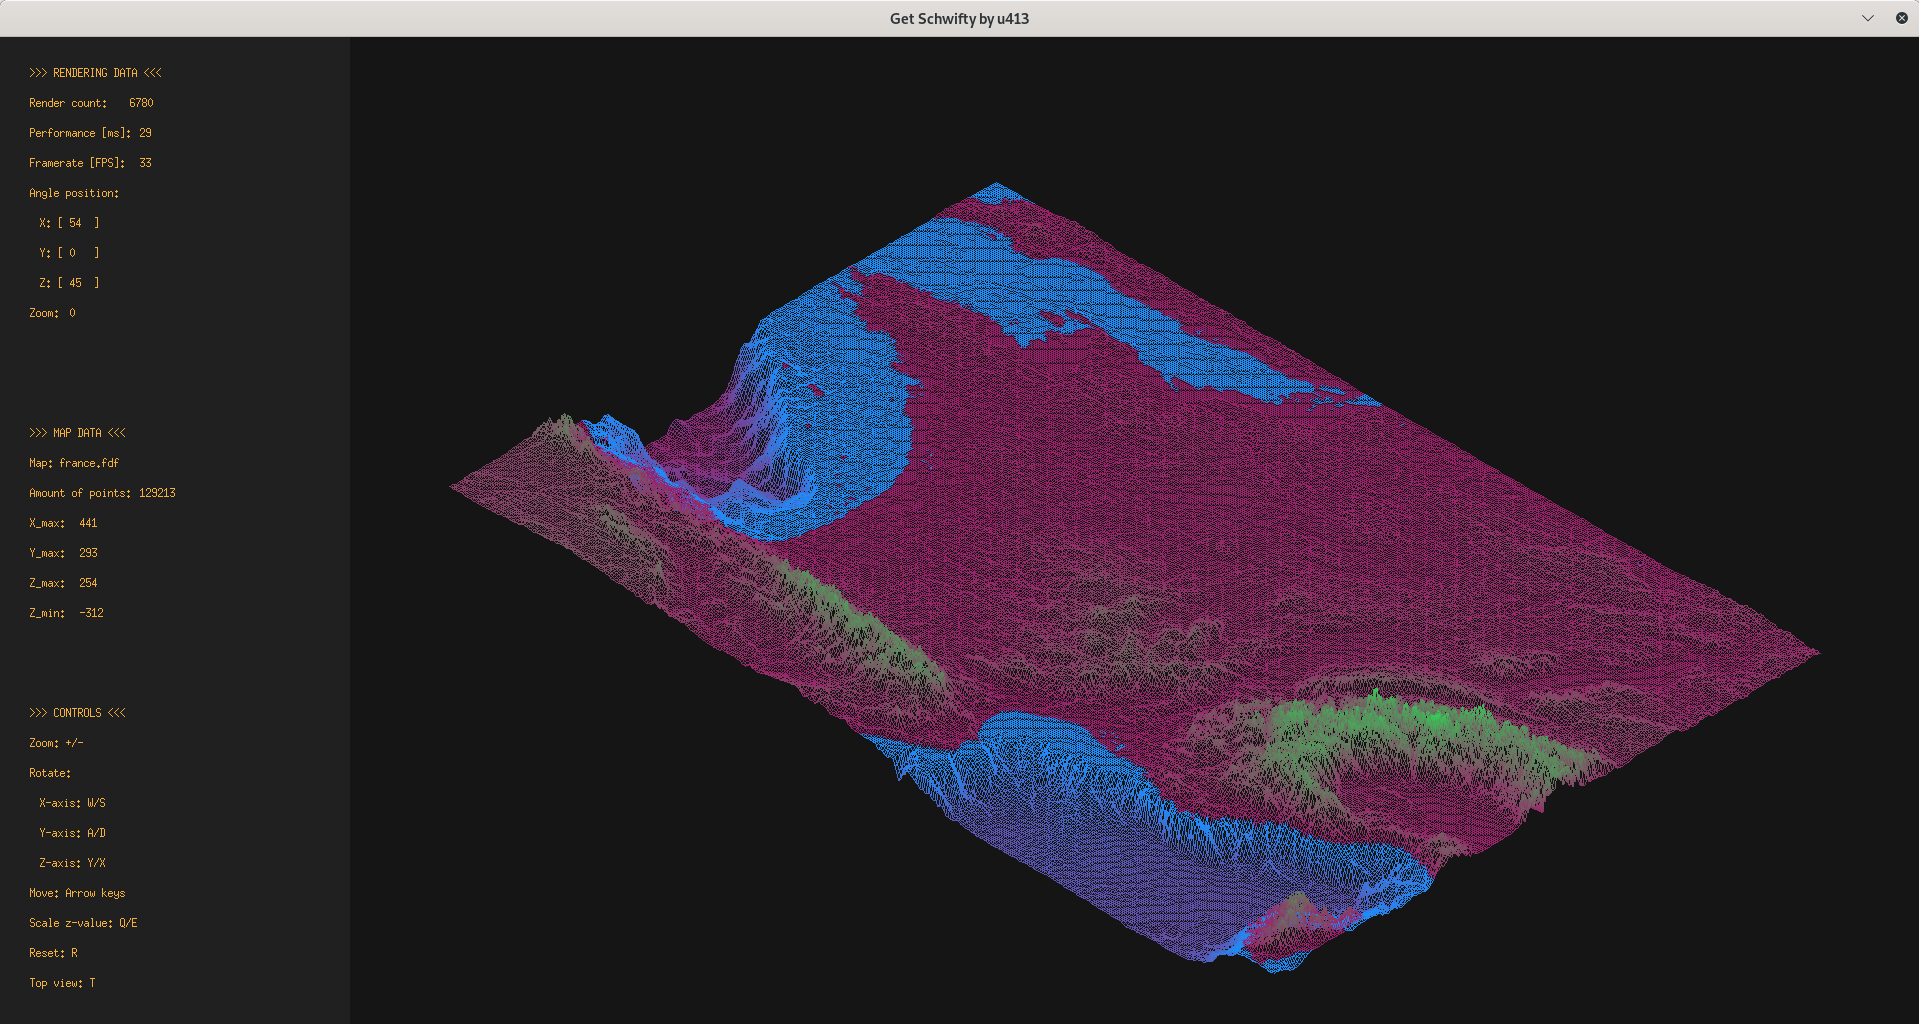 Get Schwifty by u413
>>> RENDERING DATA <<<
Render count: 6780
Performance [ms]: 29
Framerate [FPS]: 33
Angle position:
X: [ 54 ]
Y: [ 0 ]
Z: [ 45 ]
Zoom: 0
>>> MAP DATA <<<
Map: france.fdf
Amount of points: 129213
X_max: 441
Y_max: 293
Z_max: 254
Z_min: -312
>>> CONTROLS <<<
Zoom: +/-
Rotate:
X-axis: W/S
Y-axis: A/D
Z-axis: Y/X
Move: Arrow keys
Scale z-value: Q/E
Reset: R
Top view: T